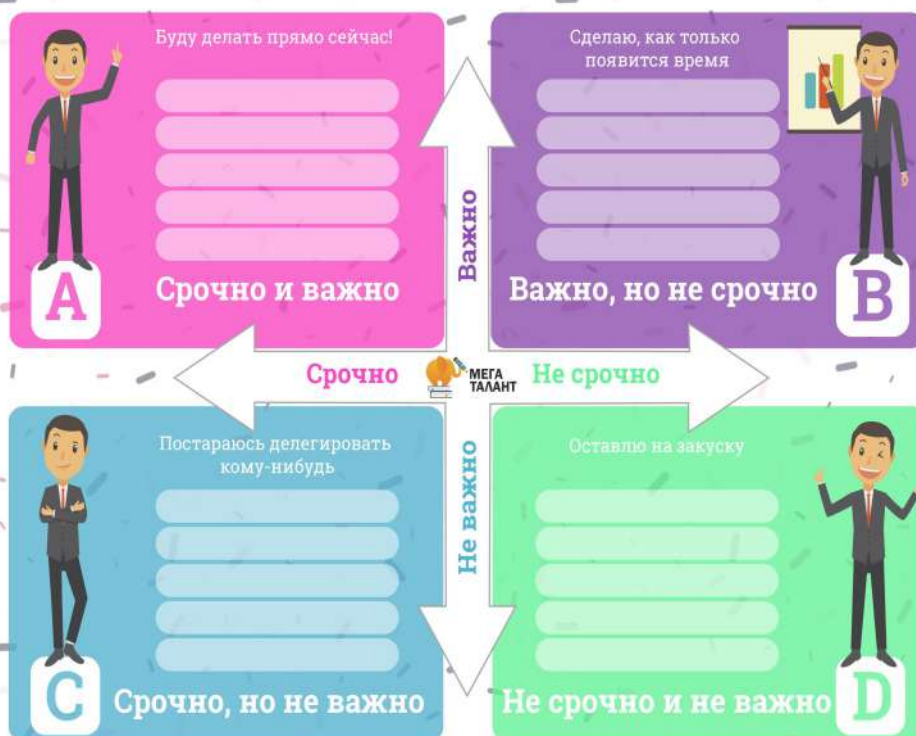 Буду делать прямо сейчас!
A
Срочно и важно
Сделаю, как только
появится время
Важно, но не срочно
B
Важно
Срочно
МЕГА
ТАЛАНТ
Не срочно
Не важно
Постараюсь делегировать
кому-нибудь
C
Срочно, но не важно
Оставлю на закуску
Не срочно и не важно
D